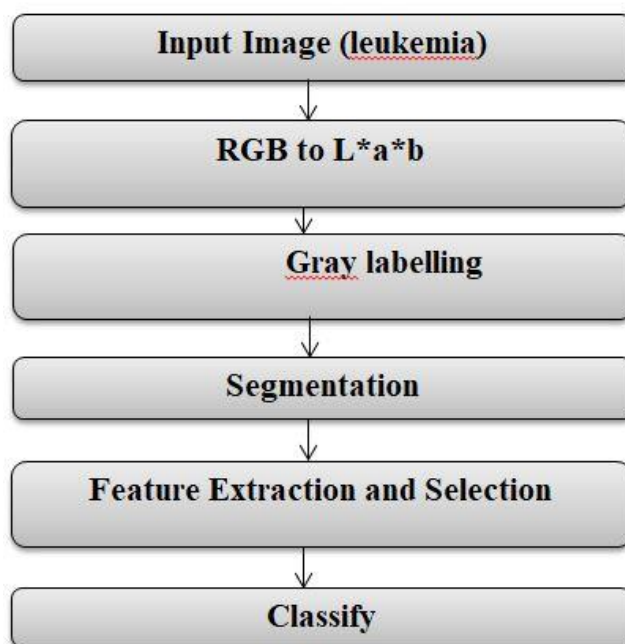 Input Image (leukemia)
RGB to L*a*b
Gray labelling
Segmentation
Feature Extraction and Selection
Classify